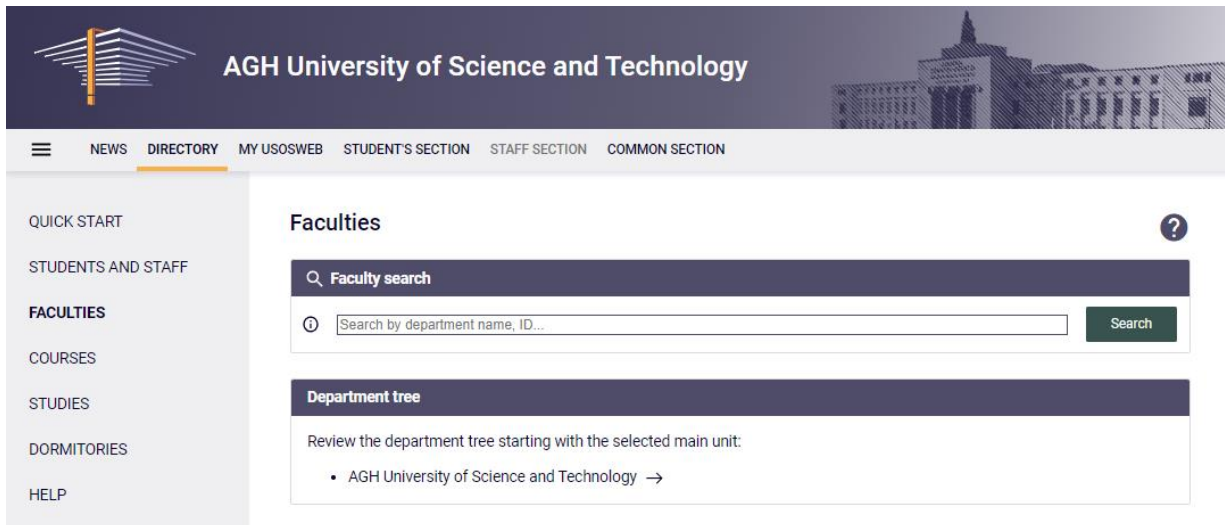 AGH University of Science and Technology
NEWS DIRECTORY MY USOSWEB STUDENT'S SECTION STAFF SECTION COMMON SECTION
QUICK START
STUDENTS AND STAFF
FACULTIES
COURSES
STUDIES
DORMITORIES
HELP
Faculties
?
Faculty search
Search by department name, ID...
Search
Department tree
Review the department tree starting with the selected main unit:
• AGH University of Science and Technology →